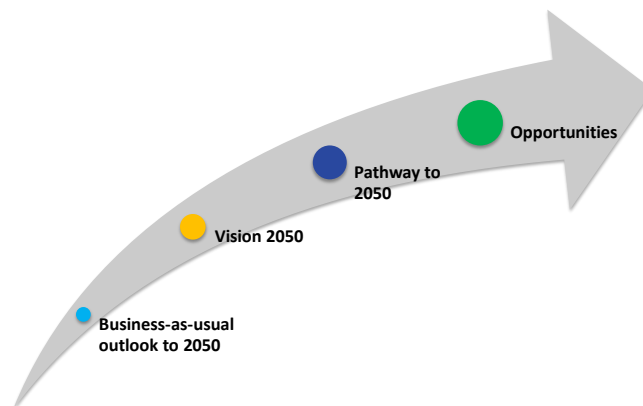 Opportunities
Pathway to
2050
Vision 2050
Business-as-usual
outlook to 2050